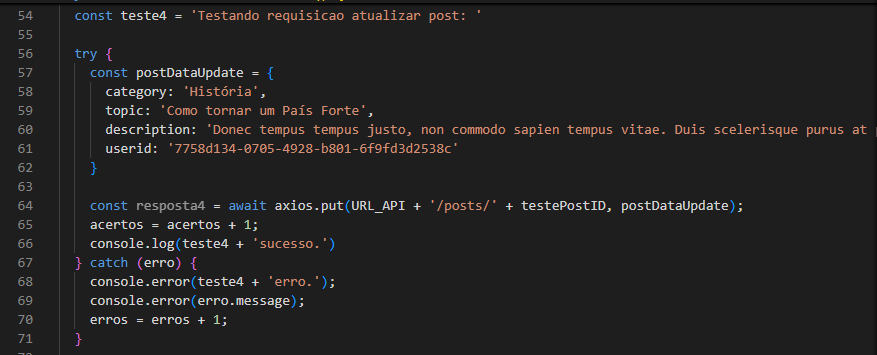 54 const teste4 = 'Testando requisicao atualizar post: '
55
56 try {
57 const postDataUpdate = {
58 category: 'História',
59 topic: 'Como tornar um País Forte',
60 description: 'Donec tempus tempus justo, non commodo sapien tempus vitae. Duis scelerisque purus at
61 userid: '7758d134-0705-4928-b801-6f9fd3d2538c'
62 }
63
64 const resposta4 = await axios.put(URL_API + '/posts/' + testePostID, postDataUpdate);
65 acertos = acertos + 1;
66 console.log(teste4 + 'sucesso.')
67 } catch (erro) {
68 console.error(teste4 + 'erro.');
69 console.error(erro.message);
70 erros = erros + 1;
71 }